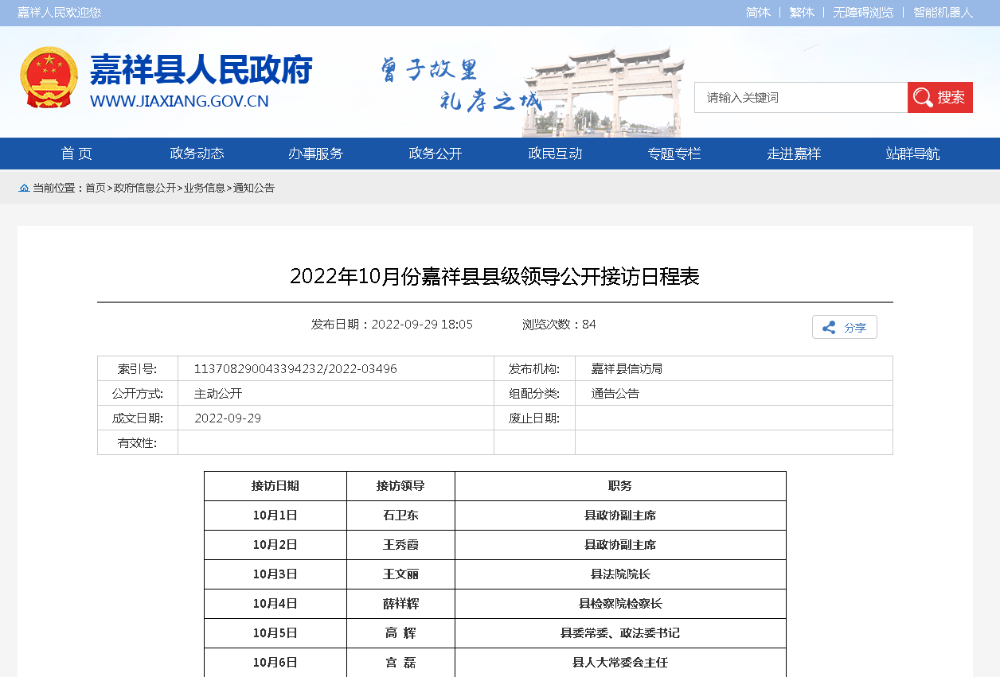 嘉祥人民欢迎您
简体 | 繁体 | 无障碍浏览 | 智能机器人
嘉祥县人民政府
WWW.JIAXIANG.GOV.CN
曾子故里
礼孝之城
请输入关键词
搜索
首 页 政务动态 办事服务 政务公开 政民互动 专题专栏 走进嘉祥 站群导航
当前位置：首页>政府信息公开>业务信息>通知公告
2022年10月份嘉祥县县级领导公开接访日程表
发布日期：2022-09-29 18:05 浏览次数：84
分享
索引号: 113708290043394232/2022-03496 发布机构: 嘉祥县信访局
公开方式: 主动公开 组配分类: 通告公告
成文日期: 2022-09-29 废止日期:
有效性:
接访日期 接访领导 职务
10月1日 石卫东 县政协副主席
10月2日 王秀霞 县政协副主席
10月3日 王文丽 县法院院长
10月4日 薛祥辉 县检察院检察长
10月5日 高 辉 县委常委、政法委书记
10月6日 宫 磊 县人大常委会主任